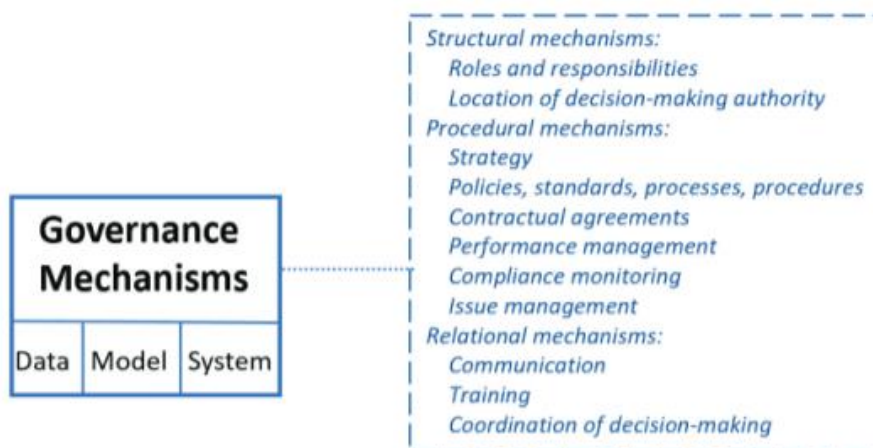 Governance
Mechanisms
Data Model System
Structural mechanisms:
Roles and responsibilities
Location of decision-making authority
Procedural mechanisms:
Strategy
Policies, standards, processes, procedures
Contractual agreements
Performance management
Compliance monitoring
Issue management
Relational mechanisms:
Communication
Training
Coordination of decision-making